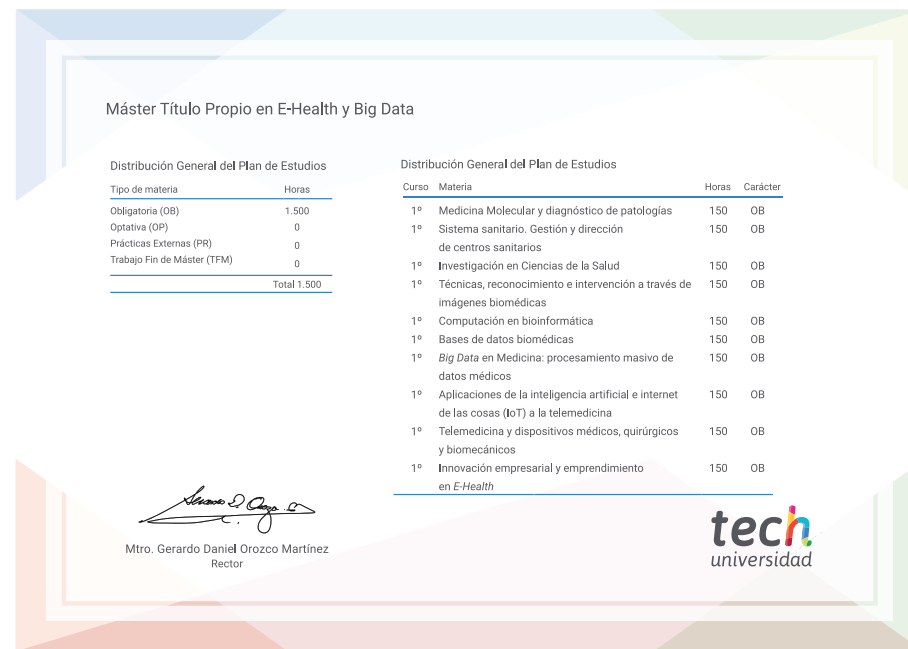 Máster Título Propio en E-Health y Big Data
Distribución General del Plan de Estudios
Tipo de materia Horas
Obligatoria (OB) 1.500
Optativa (OP) 0
Prácticas Externas (PR) 0
Trabajo Fin de Máster (TFM) 0
Total 1.500
Distribución General del Plan de Estudios
Curso Materia Horas Carácter
1º Medicina Molecular y diagnóstico de patologías 150 OB
1º Sistema sanitario. Gestión y dirección 150 OB
de centros sanitarios
1º Investigación en Ciencias de la Salud 150 OB
1º Técnicas, reconocimiento e intervención a través de 150 OB
imágenes biomédicas
1º Computación en bioinformática 150 OB
1º Bases de datos biomédicas 150 OB
1º Big Data en Medicina: procesamiento masivo de 150 OB
datos médicos
1º Aplicaciones de la inteligencia artificial e internet 150 OB
de las cosas (IoT) a la telemedicina
1º Telemedicina y dispositivos médicos, quirúrgicos 150 OB
y biomecánicos
1º Innovación empresarial y emprendimiento 150 OB
en E-Health
Mtro. Gerardo Daniel Orozco Martínez
Rector
tech
universidad